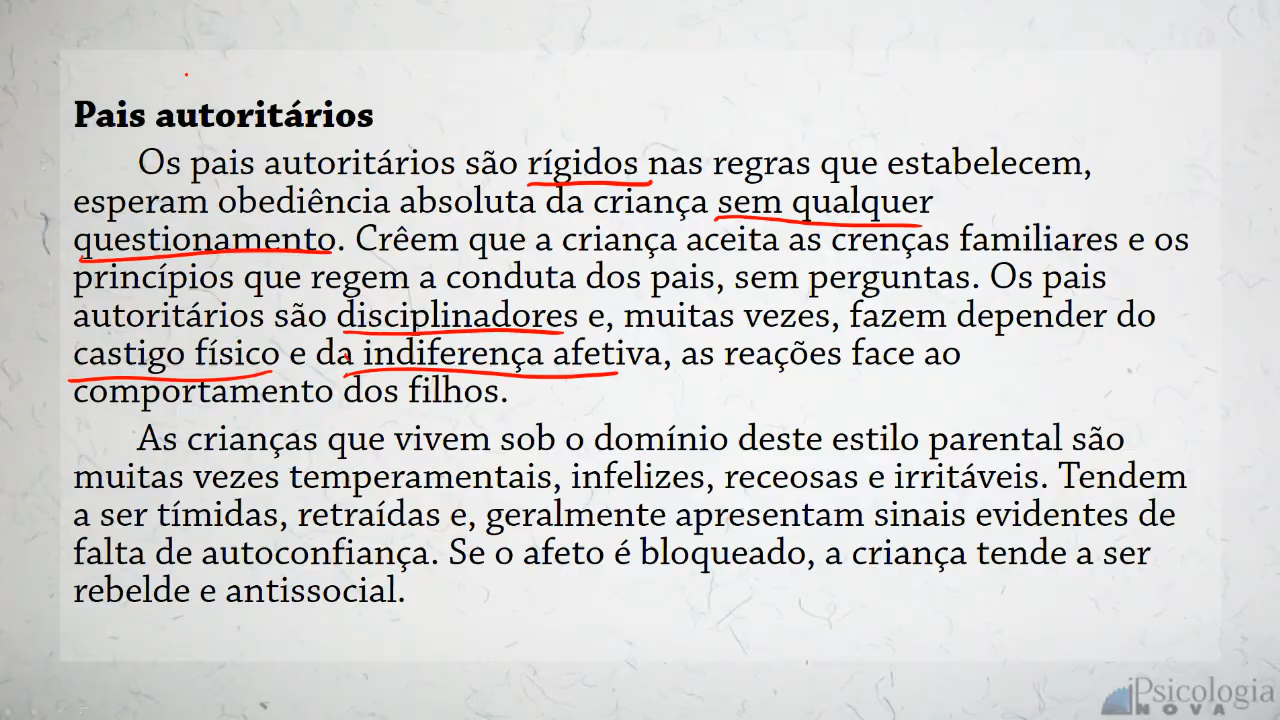 Pais autoritários
Os pais autoritários são rígidos nas regras que estabelecem,
esperam obediência absoluta da criança sem qualquer
questionamento. Crêem que a criança aceita as crenças familiares e os
princípios que regem a conduta dos pais, sem perguntas. Os pais
autoritários são disciplinadores e, muitas vezes, fazem depender do
castigo físico e da indiferença afetiva, as reações face ao
comportamento dos filhos.
As crianças que vivem sob o domínio deste estilo parental são
muitas vezes temperamentais, infelizes, receosas e irritáveis. Tendem
a ser tímidas, retraídas e, geralmente apresentam sinais evidentes de
falta de autoconfiança. Se o afeto é bloqueado, a criança tende a ser
rebelde e antissocial.
Psicologia
NOVA